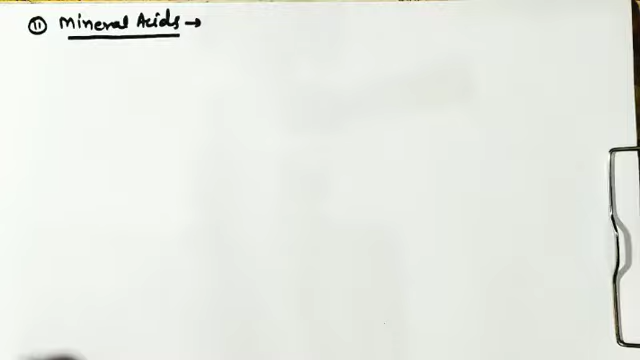 ⑪ Mineral Acids →